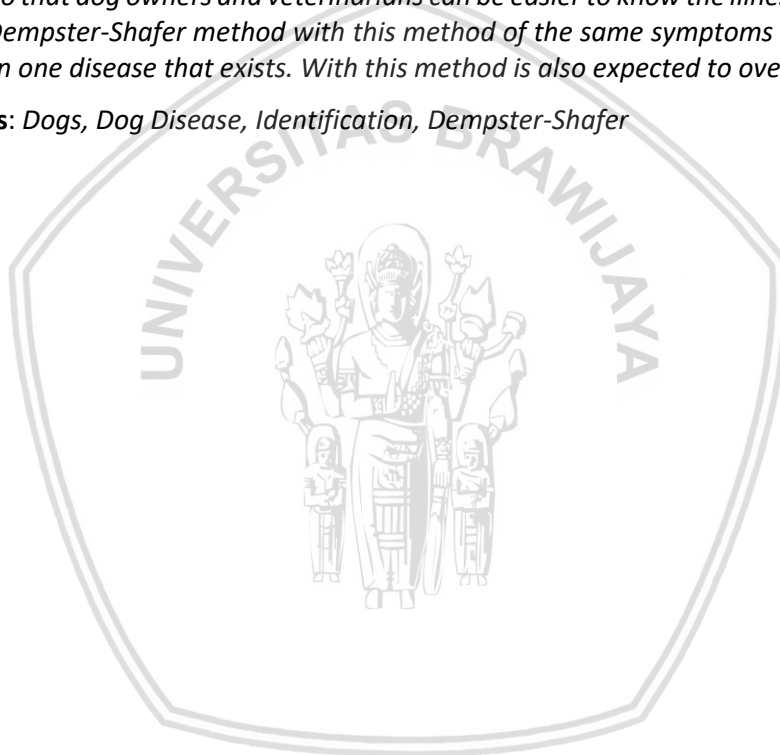 o that dog owners and veterinarians can be easier to know the
Dempster-Shafer method with this method of the same symptoms
n one disease that exists. With this method is also expected to
s: Dogs, Dog Disease, Identification, Dempster-Shafer
UNIVERSITAS BRAWIJAYA